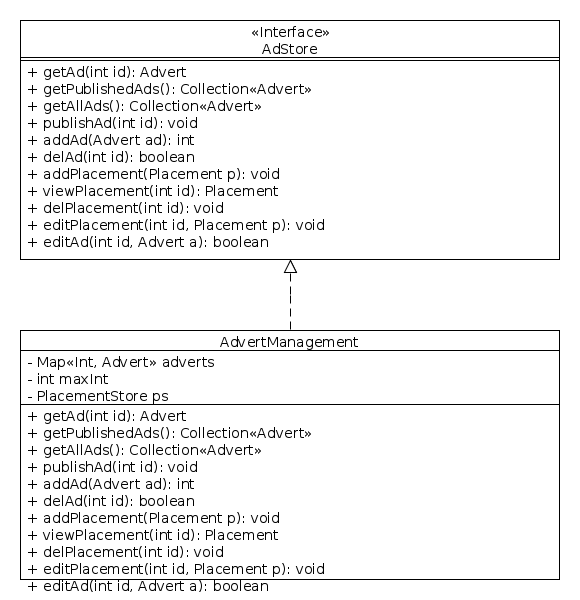 «Interface»
AdStore
+ getAd(int id): Advert
+ getPublishedAds(): Collection«Advert»
+ getAllAds(): Collection«Advert»
+ publishAd(int id): void
+ addAd(Advert ad): int
+ delAd(int id): boolean
+ addPlacement(Placement p): void
+ viewPlacement(int id): Placement
+ delPlacement(int id): void
+ editPlacement(int id, Placement p): void
+ editAd(int id, Advert a): boolean
AdvertManagement
- Map«Int, Advert» adverts
- int maxInt
- PlacementStore ps
+ getAd(int id): Advert
+ getPublishedAds(): Collection«Advert»
+ getAllAds(): Collection«Advert»
+ publishAd(int id): void
+ addAd(Advert ad): int
+ delAd(int id): boolean
+ addPlacement(Placement p): void
+ viewPlacement(int id): Placement
+ delPlacement(int id): void
+ editPlacement(int id, Placement p): void
+ editAd(int id, Advert a): boolean